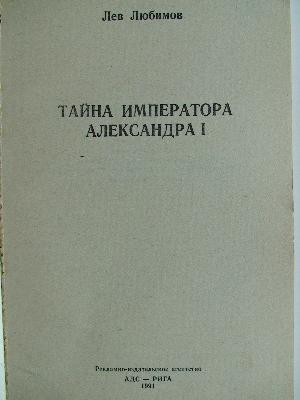 Лев Любимов
ТАЙНА ИМПЕРАТОРА
АЛЕКСАНДРА I
Рекламно-издательское агентство
АДС — РИГА
1991